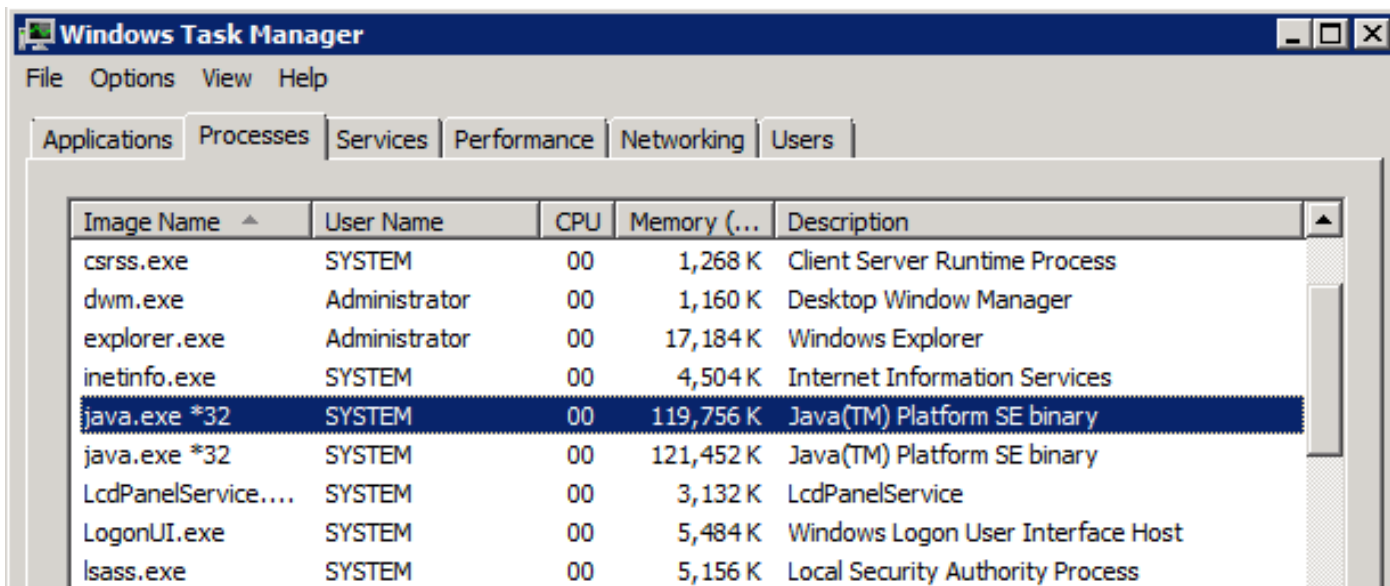 Windows Task Manager
File Options View Help
Applications Processes Services Performance Networking Users
Image Name User Name CPU Memory (... Description
csrss.exe SYSTEM 00 1,268 K Client Server Runtime Process
dwm.exe Administrator 00 1,160 K Desktop Window Manager
explorer.exe Administrator 00 17,184 K Windows Explorer
inetinfo.exe SYSTEM 00 4,504 K Internet Information Services
java.exe *32 SYSTEM 00 119,756 K Java(TM) Platform SE binary
java.exe *32 SYSTEM 00 121,452 K Java(TM) Platform SE binary
LcdPanelService.... SYSTEM 00 3,132 K LcdPanelService
LogonUI.exe SYSTEM 00 5,484 K Windows Logon User Interface Host
lsass.exe SYSTEM 00 5,156 K Local Security Authority Process